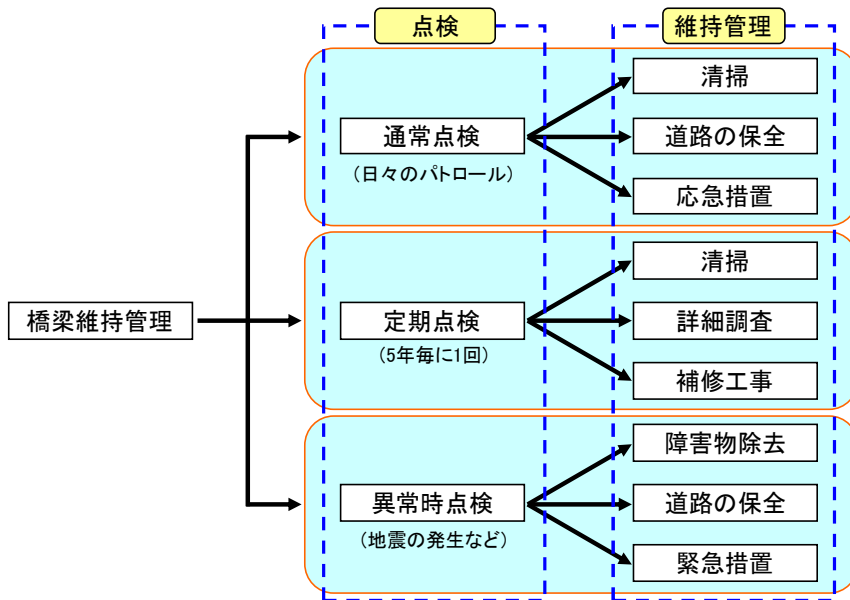 点検
維持管理
橋梁維持管理
通常点検
(日々のパトロール)
清掃
道路の保全
応急措置
定期点検
(5年毎に1回)
清掃
詳細調査
補修工事
異常時点検
(地震の発生など)
障害物除去
道路の保全
緊急措置